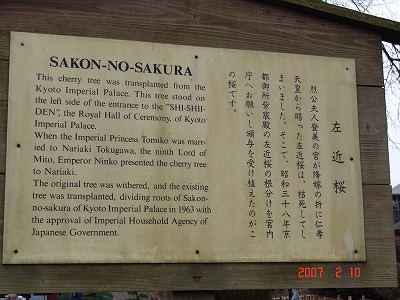 SAKON-NO-SAKURA
This cherry tree was transplanted from the
Kyoto Imperial Palace. This tree stood on
the left side of the entrance to the "SHI-SHII-
DEN", the Royal Hall of Ceremony, of Kyoto
Imperial Palace.
When the Imperial Princess Tomiko was mar-
ried to Nariaki Tokugawa, the ninth Lord of
Mito, Emperor Ninko presented the cherry tree
to Nariaki.
The original tree was withered, and the existing
tree was transplanted, dividing roots of Sakon-
no-sakura of Kyoto Imperial Palace in 1963 with
the approval of Imperial Household Agency of
Japanese Government.
左近桜
烈公夫人登美の宮が降嫁の折に仁孝
天皇から賜った左近桜は、枯死してし
まいました。そこで、昭和三十八年京
都御所紫宸殿の左近桜の根分けを宮内
庁へお願いし頒与を受け植えたのがこ
の桜です。
2007 2 10